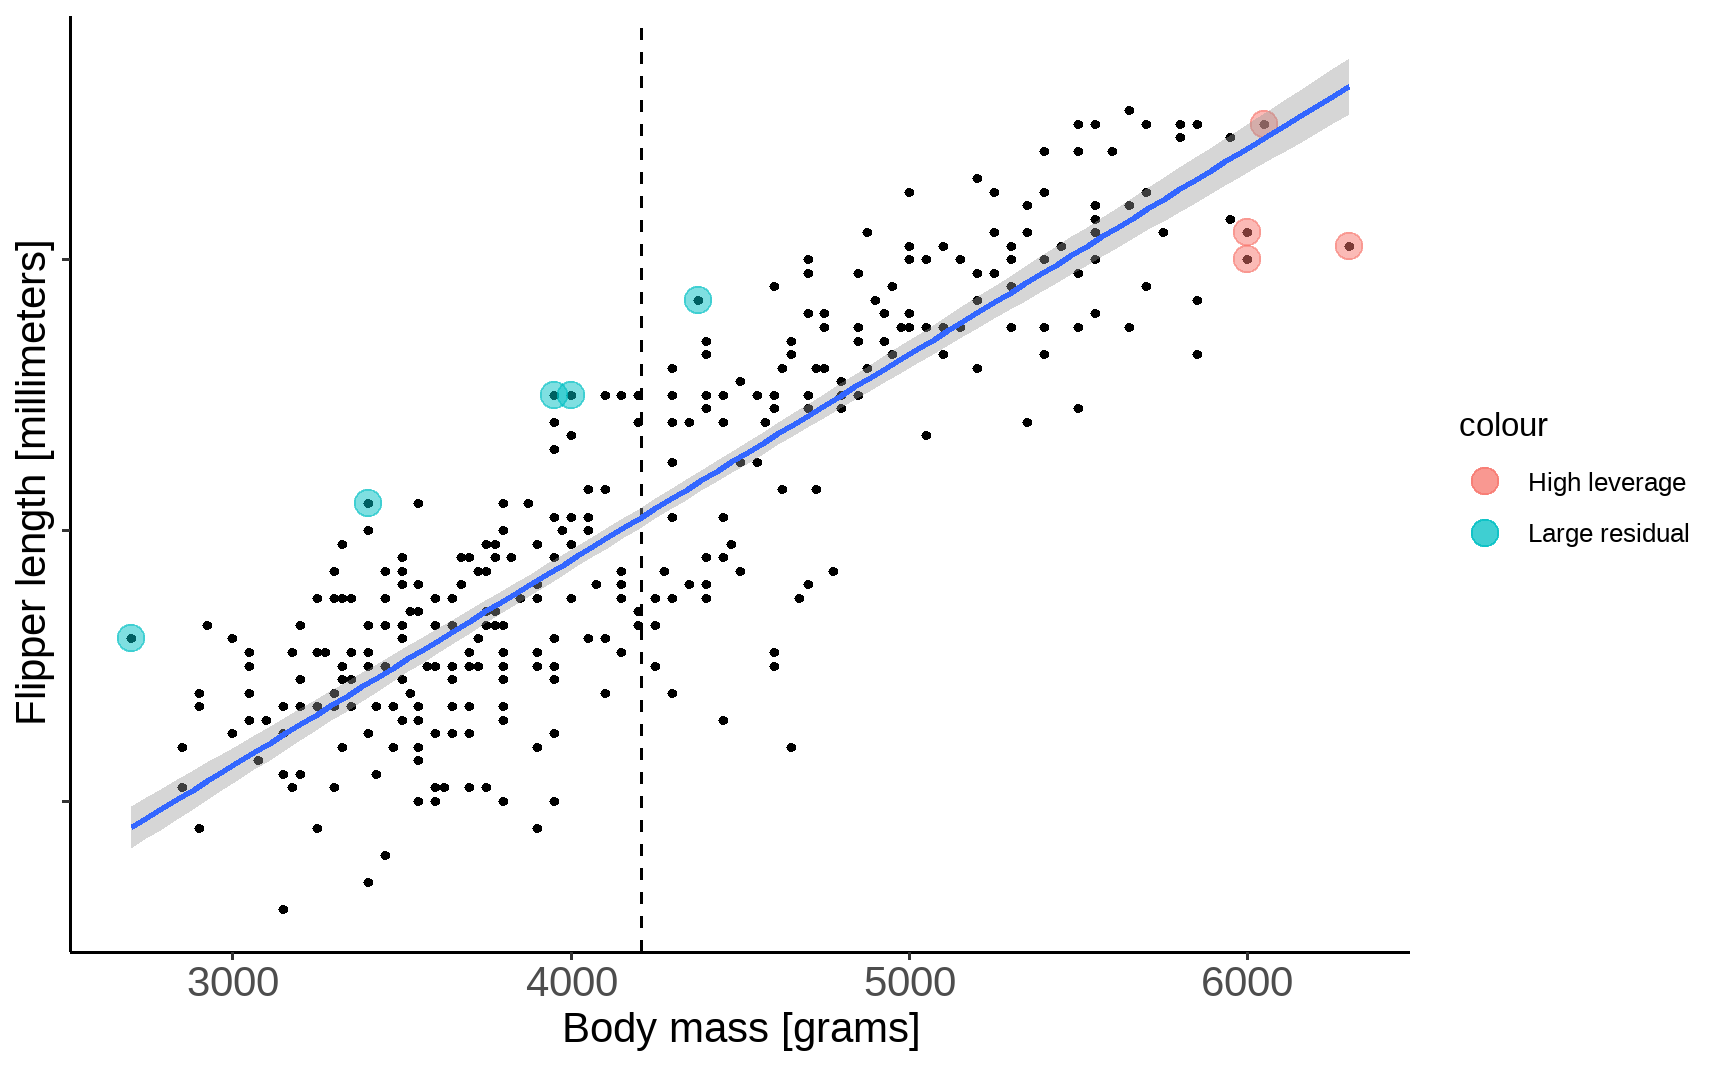 Flipper length [millimeters]
3000 4000 5000 6000
Body mass [grams]
colour
High leverage
Large residual